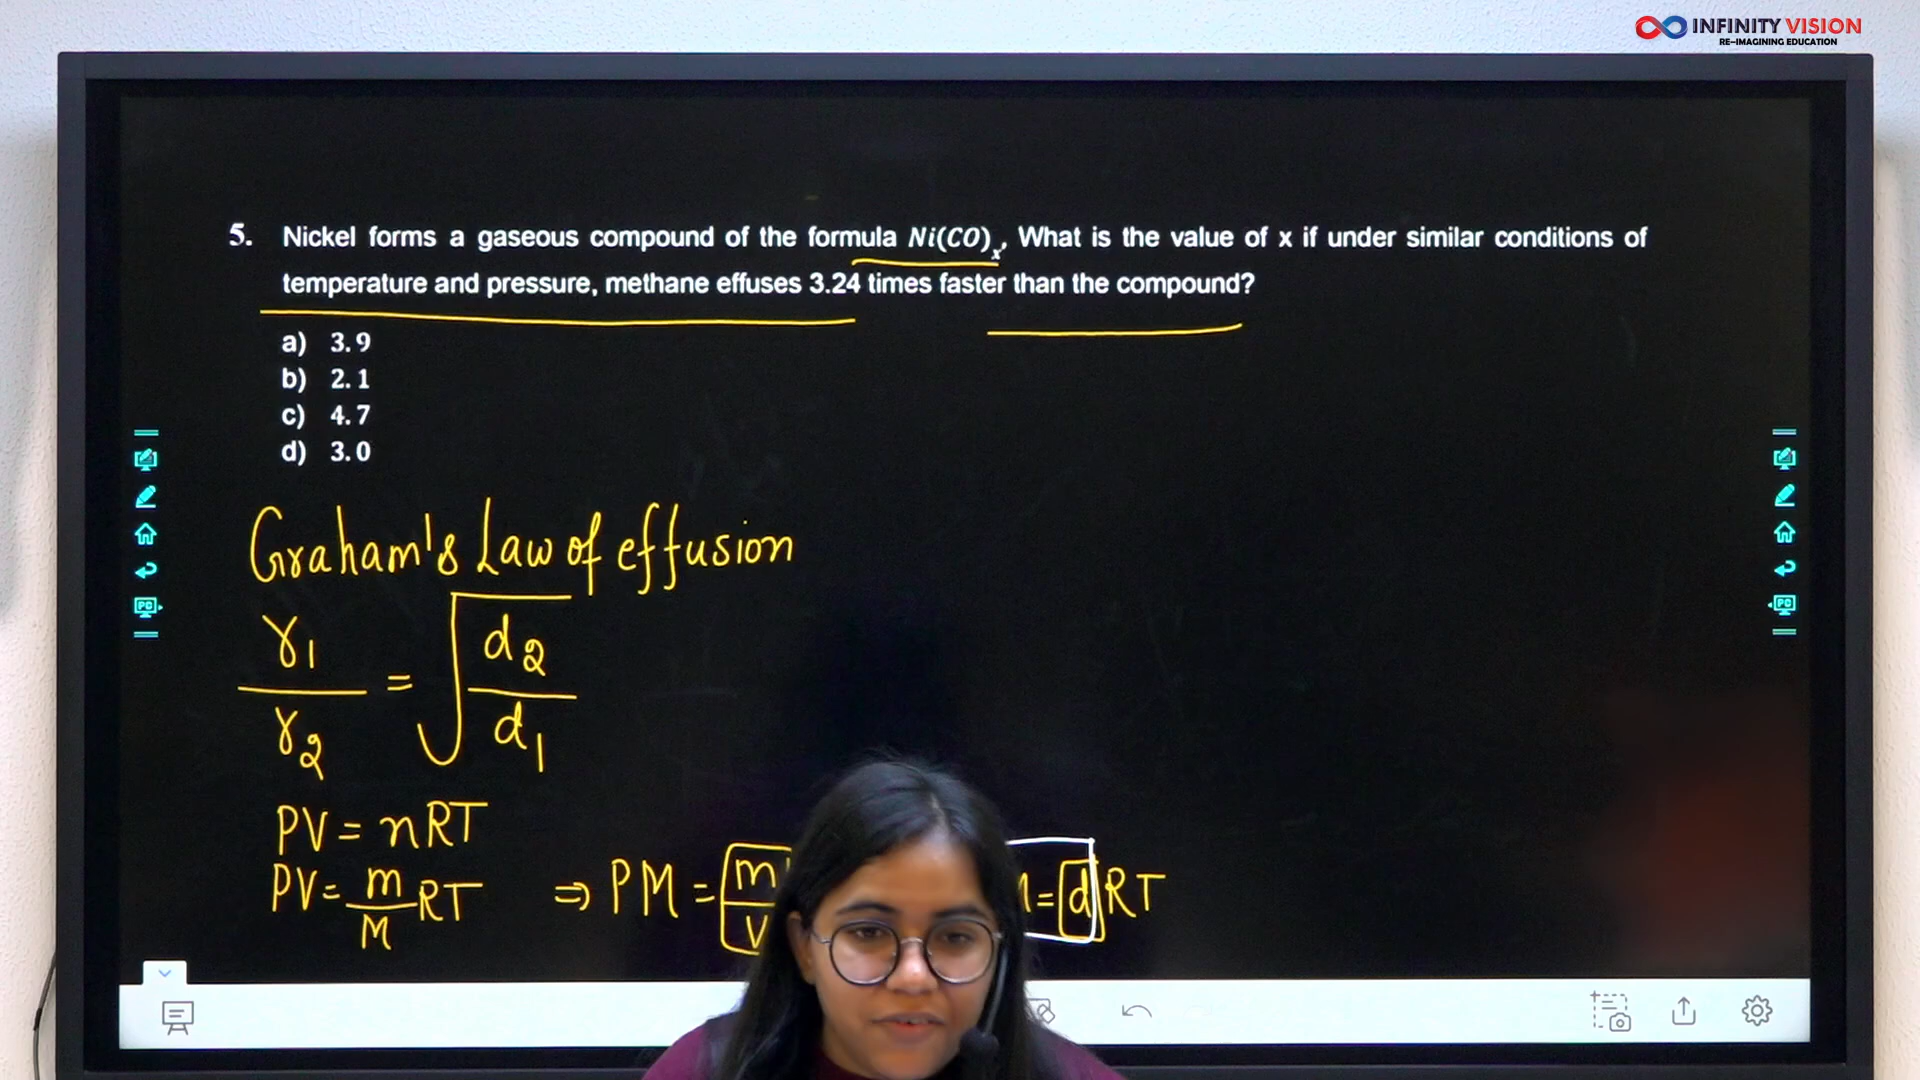 INFINITY VISION
RE-IMAGINING EDUCATION
5. Nickel forms a gaseous compound of the formula Ni(CO)ₓ, What is the value of x if under similar conditions of
temperature and pressure, methane effuses 3.24 times faster than the compound?
a) 3.9
b) 2.1
c) 4.7
d) 3.0
Graham's Law of effusion
r₁/r₂ = √(d₂/d₁)
PV = nRT
PV = m/M RT ⇒ PM = m/V = d RT